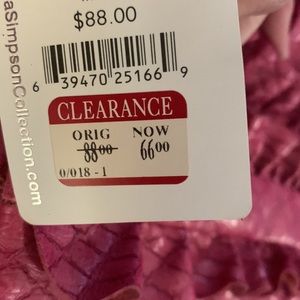 $88.00
6 39470 25166 9
CLEARANCE
ORIG NOW
88 00 66 00
0/018 - 1
aSimpsonCollection.com